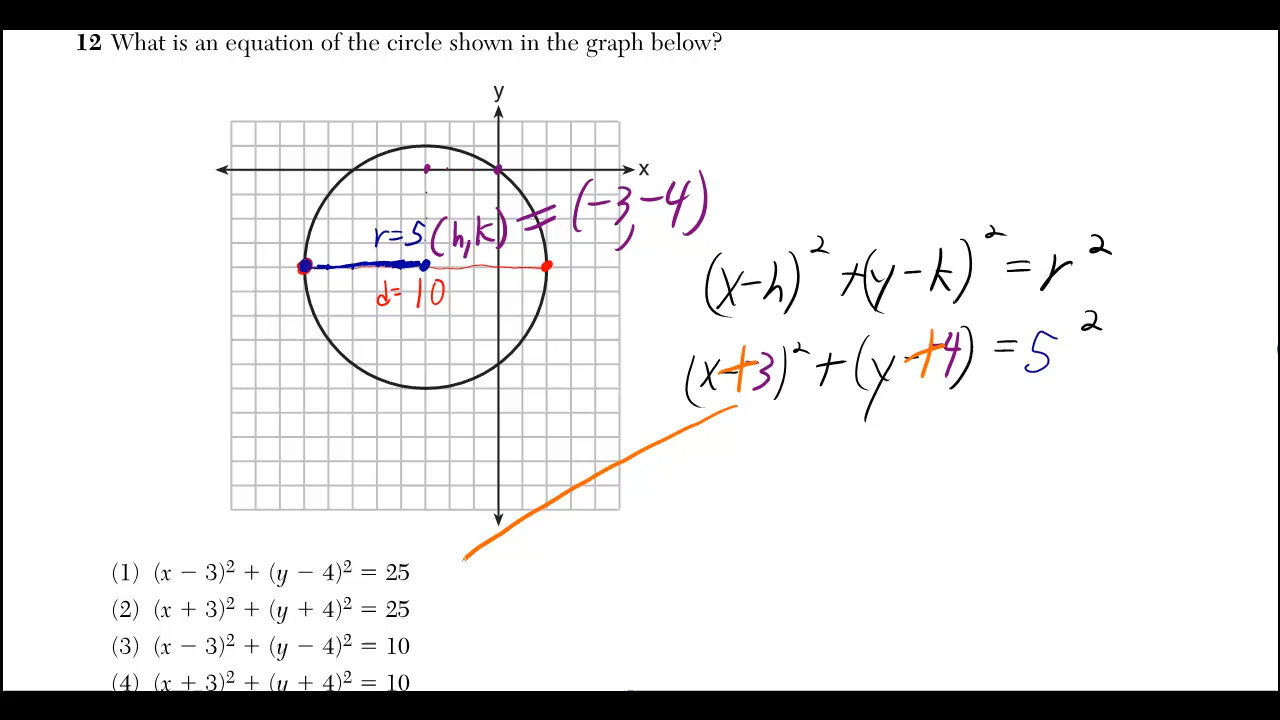 12 What is an equation of the circle shown in the graph below?
y
x
r=5 (h,k) = (-3,-4)
d=10
(x-h)² + (y-k)² = r²
(x+3)² + (y+4) = 5²
(1) (x − 3)² + (y − 4)² = 25
(2) (x + 3)² + (y + 4)² = 25
(3) (x − 3)² + (y − 4)² = 10
(4) (x + 3)² + (y + 4)² = 10